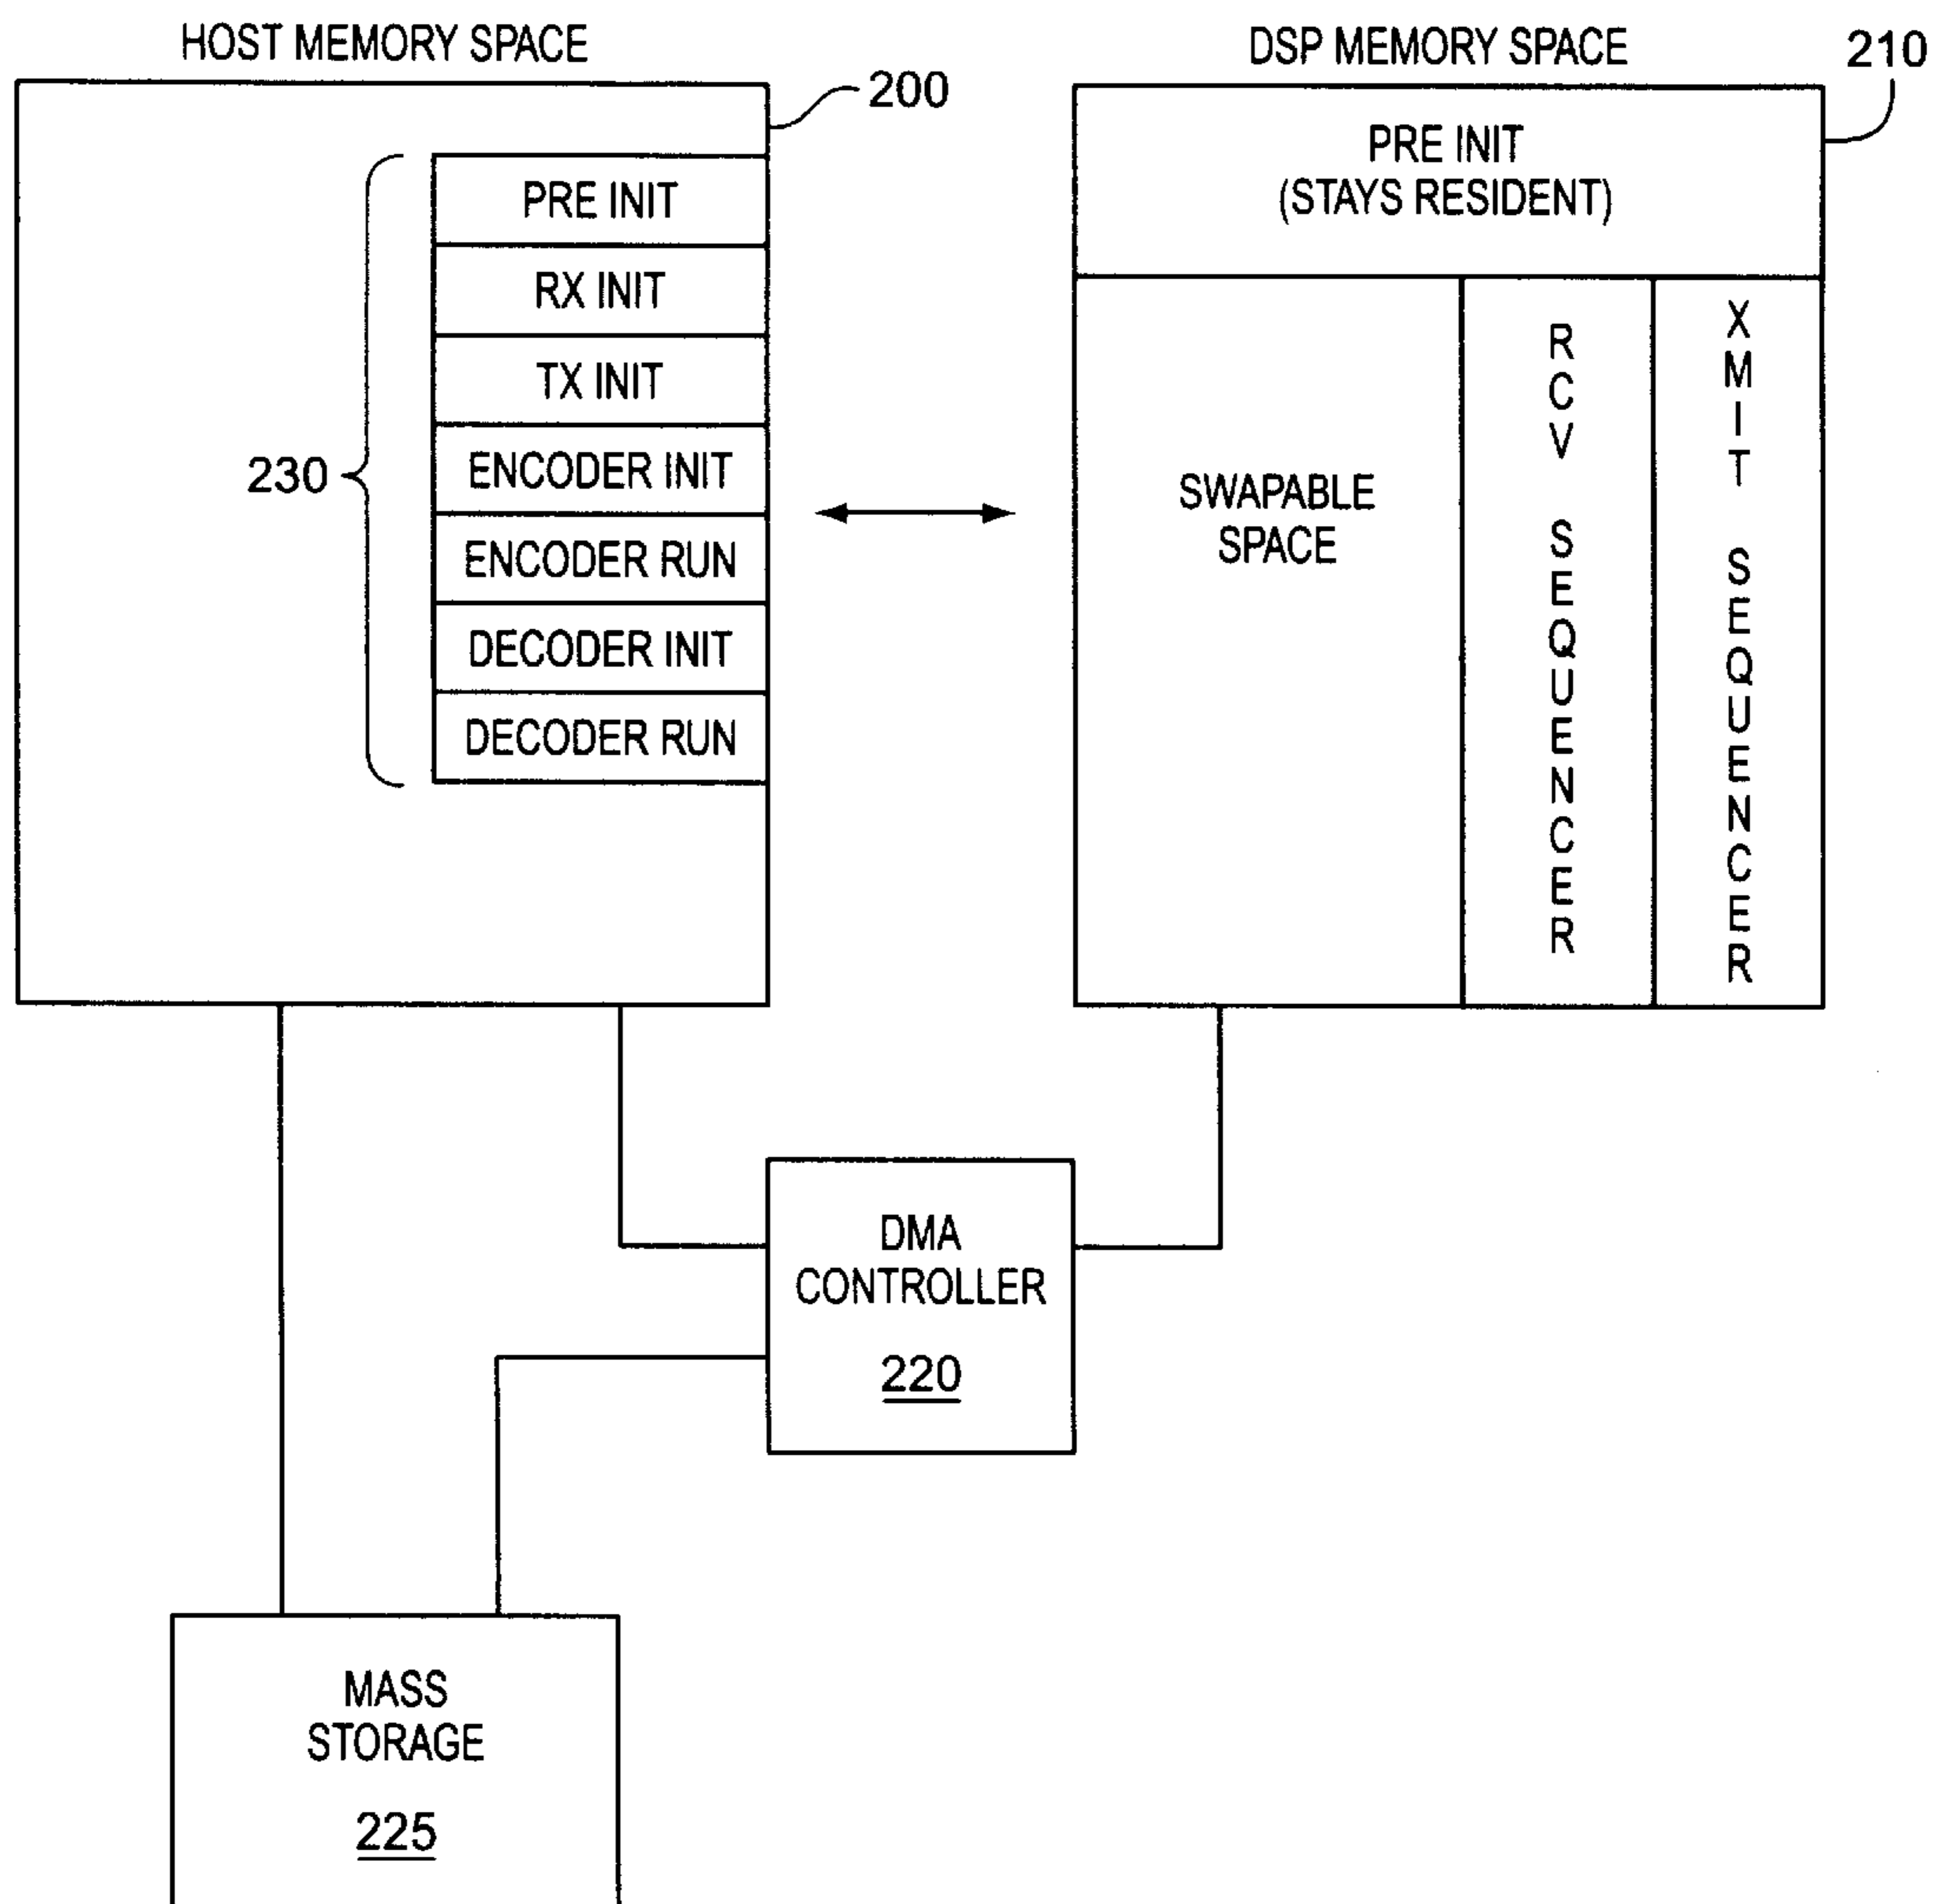 HOST MEMORY SPACE
200
PRE INIT
RX INIT
TX INIT
ENCODER INIT
ENCODER RUN
DECODER INIT
DECODER RUN
230
DSP MEMORY SPACE
210
PRE INIT
(STAYS RESIDENT)
SWAPABLE
SPACE
RCV SEQUENCER
XMIT SEQUENCER
DMA
CONTROLLER
220
MASS
STORAGE
225